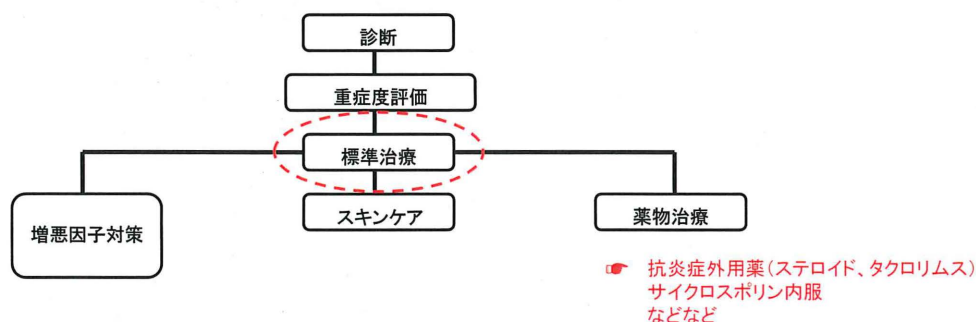 診断
重症度評価
標準治療
増悪因子対策
スキンケア
薬物治療
☞ 抗炎症外用薬(ステロイド、タクロリムス)
サイクロスポリン内服
などなど